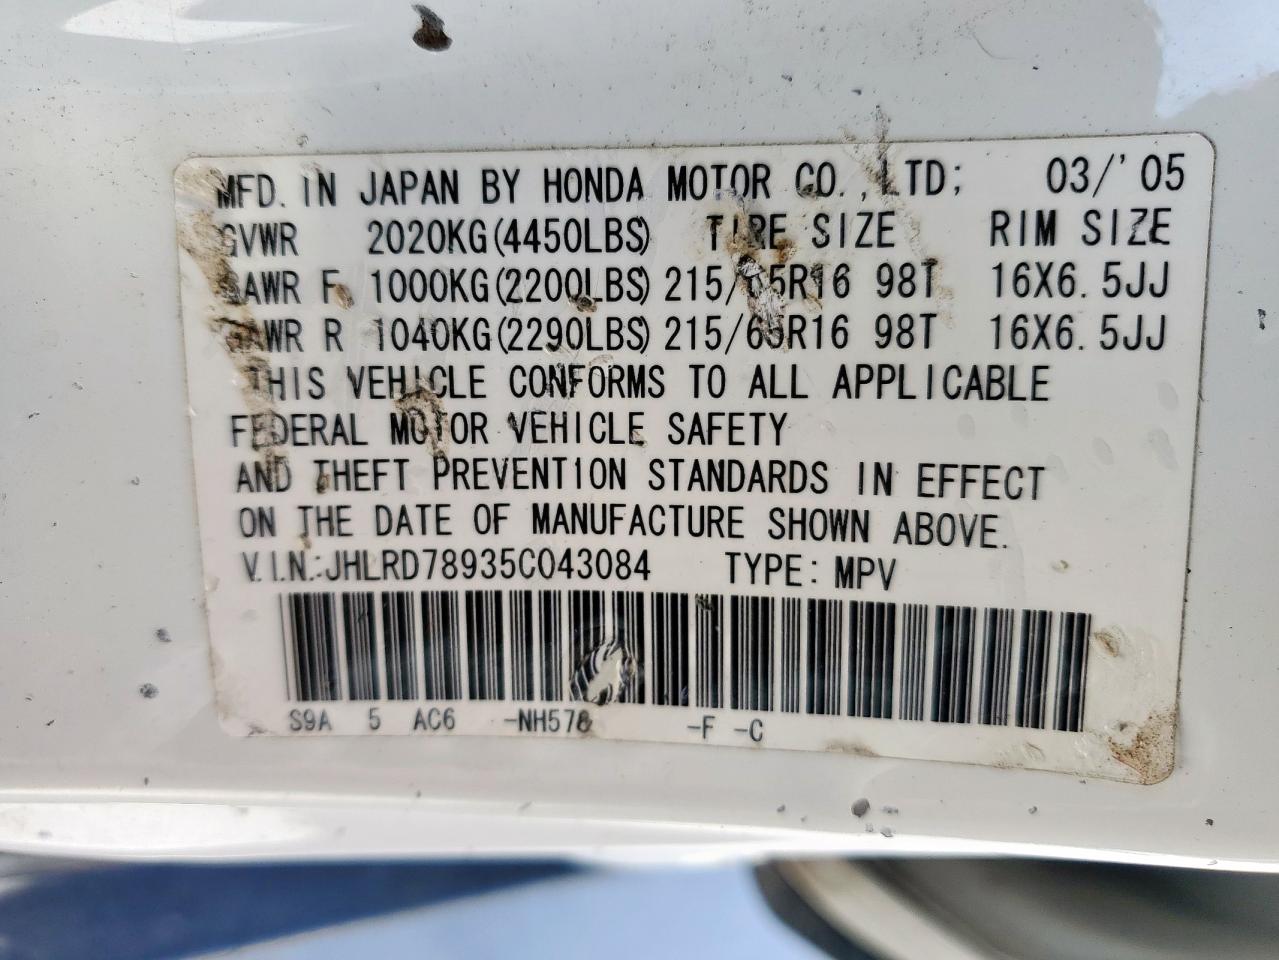 MFD. IN JAPAN BY HONDA MOTOR CO., LTD; 03/'05
GVWR 2020KG(4450LBS) TIRE SIZE RIM SIZE
GAWR F 1000KG(2200LBS) 215/65R16 98T 16X6.5JJ
GAWR R 1040KG(2290LBS) 215/65R16 98T 16X6.5JJ
THIS VEHICLE CONFORMS TO ALL APPLICABLE
FEDERAL MOTOR VEHICLE SAFETY
AND THEFT PREVENTION STANDARDS IN EFFECT
ON THE DATE OF MANUFACTURE SHOWN ABOVE.
V.I.N.:JHLRD78935C043084 TYPE: MPV
S9A 5 AC6 -NH578 -F -C